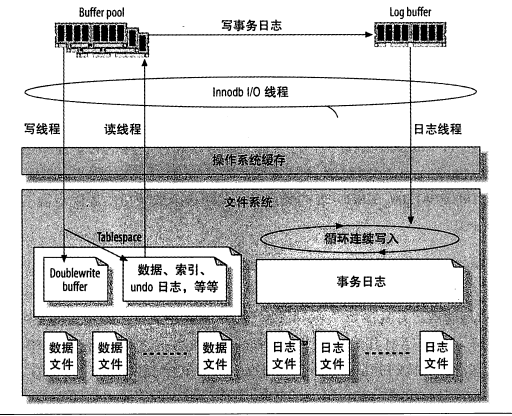 Buffer pool
Log buffer
写事务日志
Innodb I/O 线程
写线程
读线程
日志线程
操作系统缓存
文件系统
Tablespace
循环连续写入
Doublewrite
buffer
数据、索引、
undo 日志，等等
事务日志
数据
文件
数据
文件
数据
文件
日志
文件
日志
文件
日志
文件